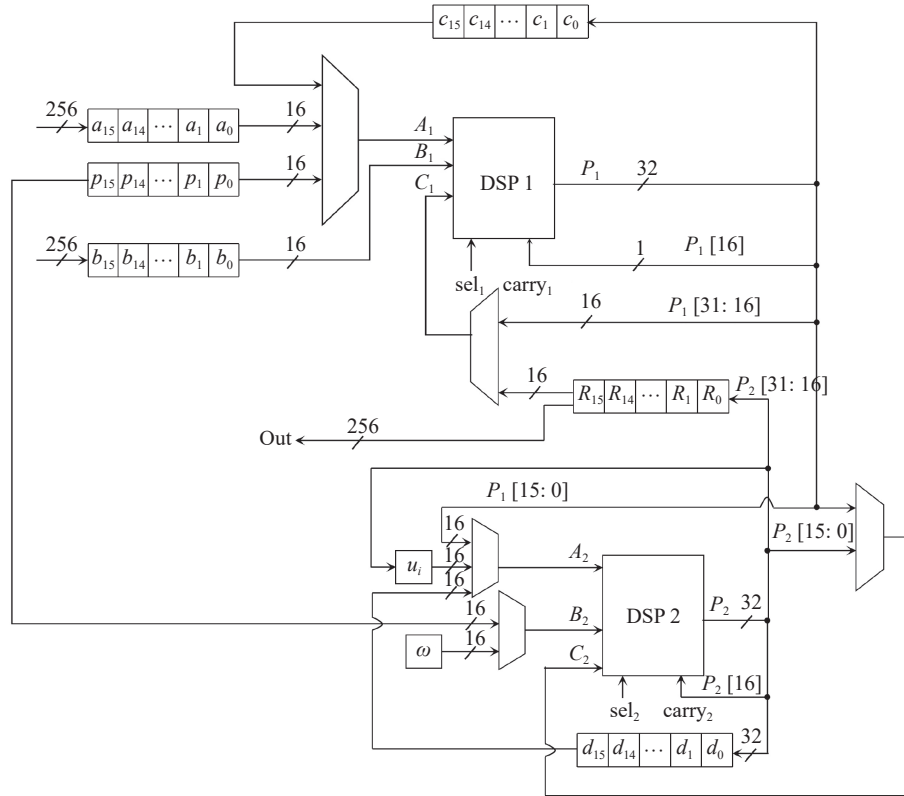 c₁₅ c₁₄ ⋯ c₁ c₀
256 a₁₅ a₁₄ ⋯ a₁ a₀ 16
p₁₅ p₁₄ ⋯ p₁ p₀ 16
256 b₁₅ b₁₄ ⋯ b₁ b₀ 16
A₁
B₁
C₁
DSP 1
P₁ 32
sel₁ carry₁
1 P₁ [16]
16 P₁ [31: 16]
16 R₁₅ R₁₄ ⋯ R₁ R₀ P₂ [31: 16]
Out 256
P₁ [15: 0]
P₂ [15: 0]
16
uᵢ 16
16
A₂
16
ω 16
B₂
C₂
DSP 2
P₂ 32
sel₂ carry₂
P₂ [16]
d₁₅ d₁₄ ⋯ d₁ d₀ 32